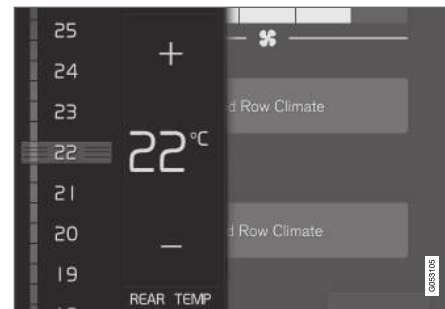 25
24
23
22
21
20
19
+
22°C
−
REAR TEMP
Row Climate
Row Climate
G053105